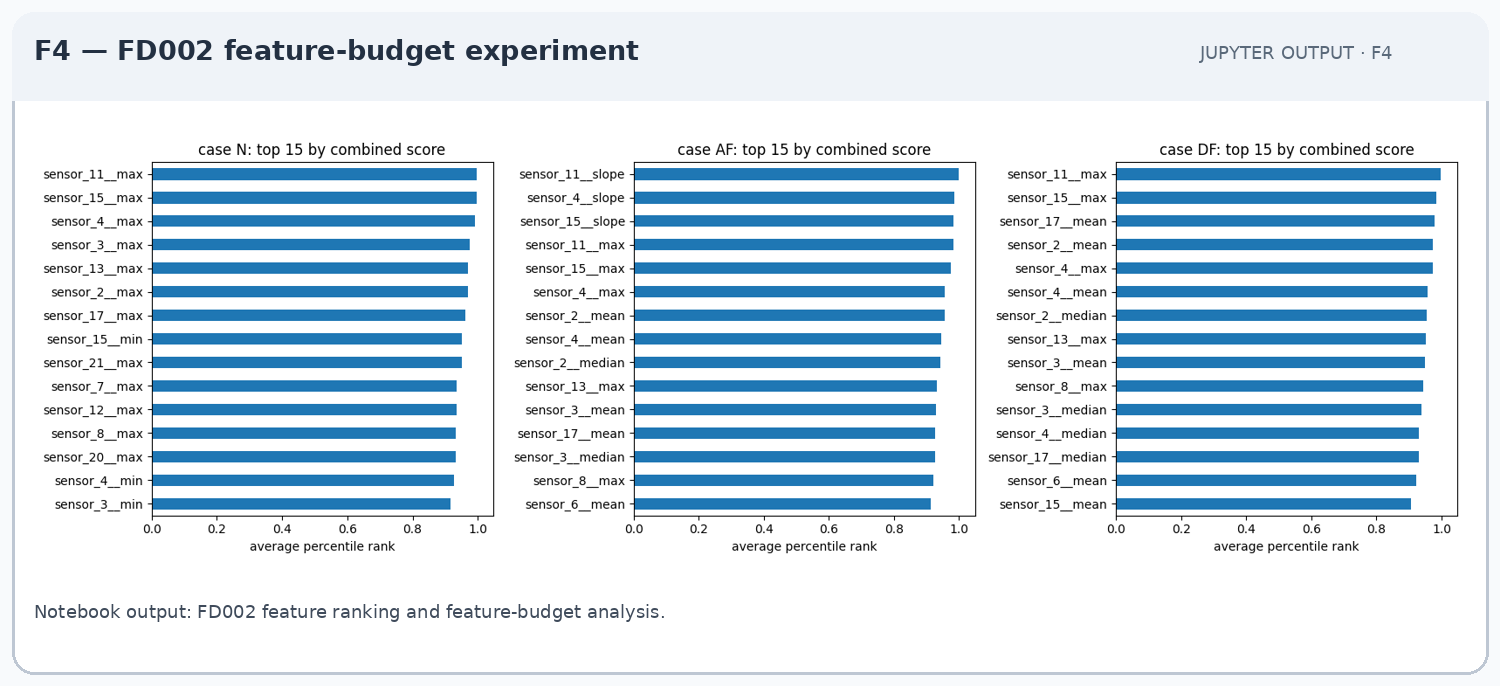 F4 — FD002 feature-budget experiment
JUPYTER OUTPUT · F4
case N: top 15 by combined score
sensor_11__max
sensor_15__max
sensor_4__max
sensor_3__max
sensor_13__max
sensor_2__max
sensor_17__max
sensor_15__min
sensor_21__max
sensor_7__max
sensor_12__max
sensor_8__max
sensor_20__max
sensor_4__min
sensor_3__min
0.0 0.2 0.4 0.6 0.8 1.0
average percentile rank
case AF: top 15 by combined score
sensor_11__slope
sensor_4__slope
sensor_15__slope
sensor_11__max
sensor_15__max
sensor_4__max
sensor_2__mean
sensor_4__mean
sensor_2__median
sensor_13__max
sensor_3__mean
sensor_17__mean
sensor_3__median
sensor_8__max
sensor_6__mean
0.0 0.2 0.4 0.6 0.8 1.0
average percentile rank
case DF: top 15 by combined score
sensor_11__max
sensor_15__max
sensor_17__mean
sensor_2__mean
sensor_4__max
sensor_4__mean
sensor_2__median
sensor_13__max
sensor_3__mean
sensor_8__max
sensor_3__median
sensor_4__median
sensor_17__median
sensor_6__mean
sensor_15__mean
0.0 0.2 0.4 0.6 0.8 1.0
average percentile rank
Notebook output: FD002 feature ranking and feature-budget analysis.